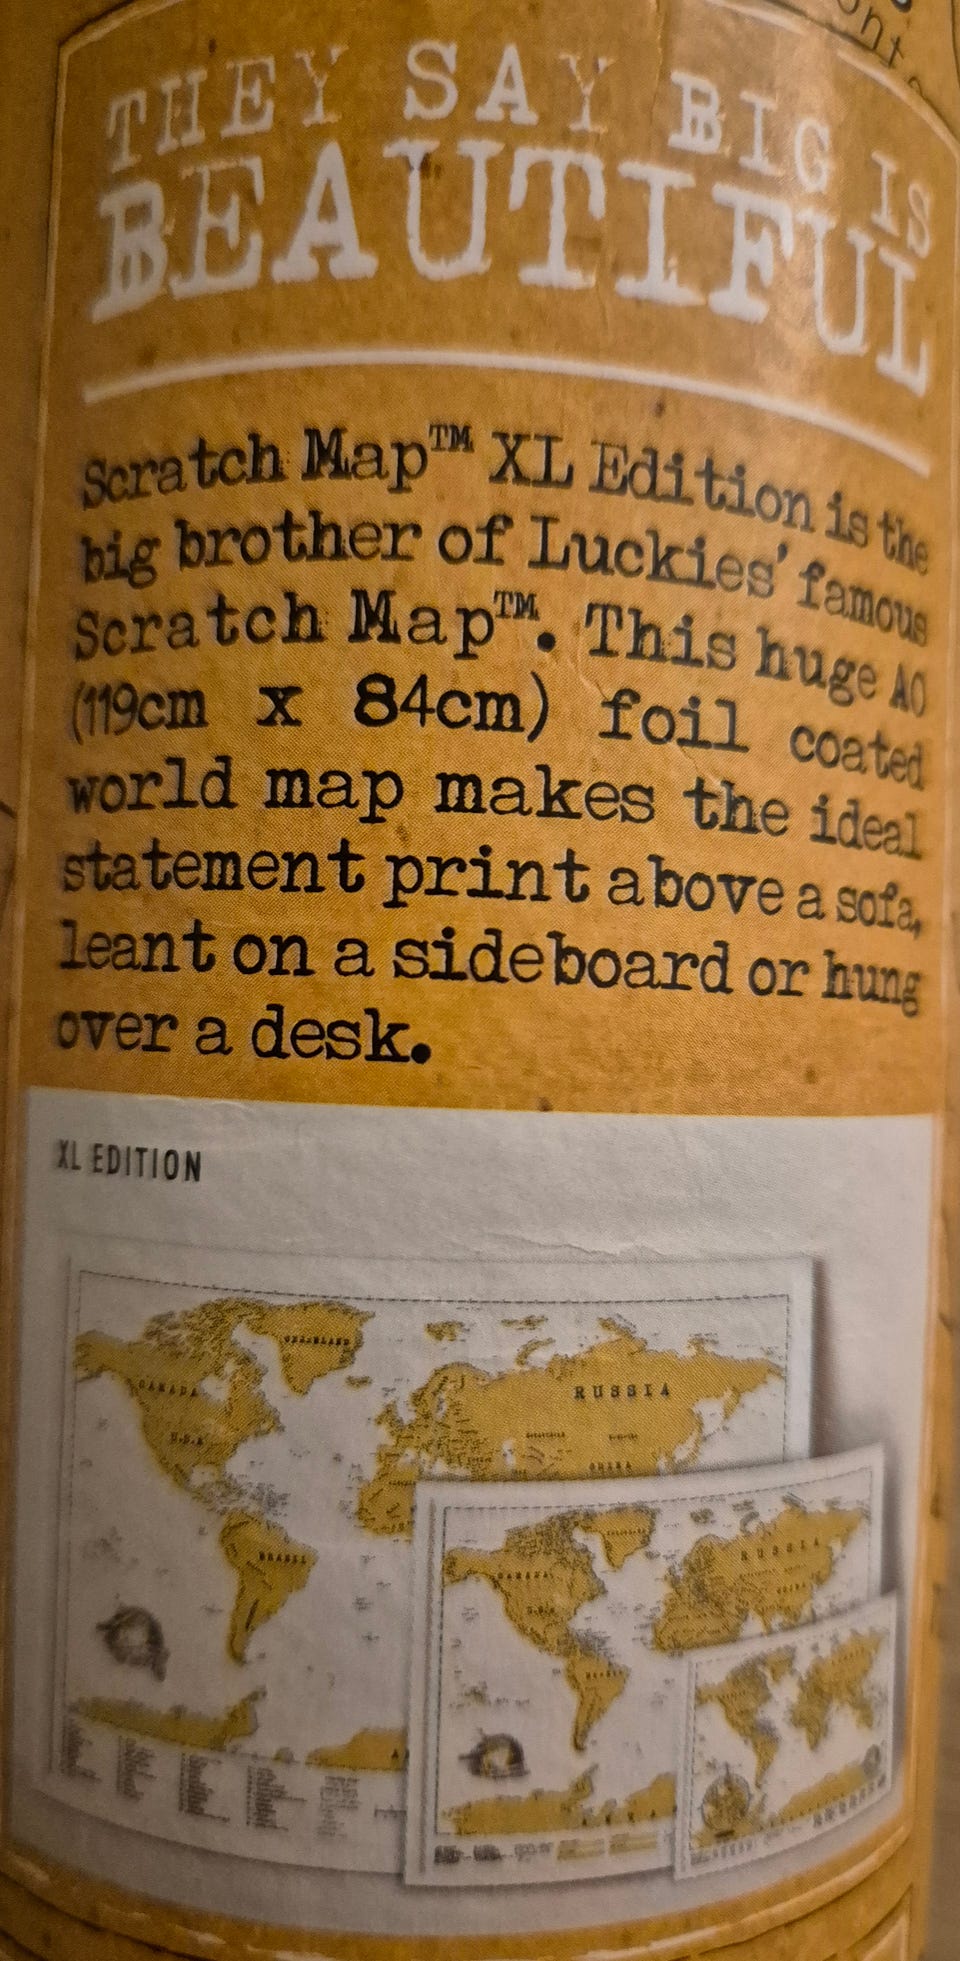 THEY SAY BIG IS
BEAUTIFUL
Scratch Map™ XL Edition is the
big brother of Luckies' famous
Scratch Map™. This huge A0
(119cm x 84cm) foil coated
world map makes the ideal
statement print above a sofa,
leant on a sideboard or hung
over a desk.
XL EDITION
GREENLAND
CANADA
RUSSIA
U.S.A
CHINA
BRASIL
RUSSIA
CANADA